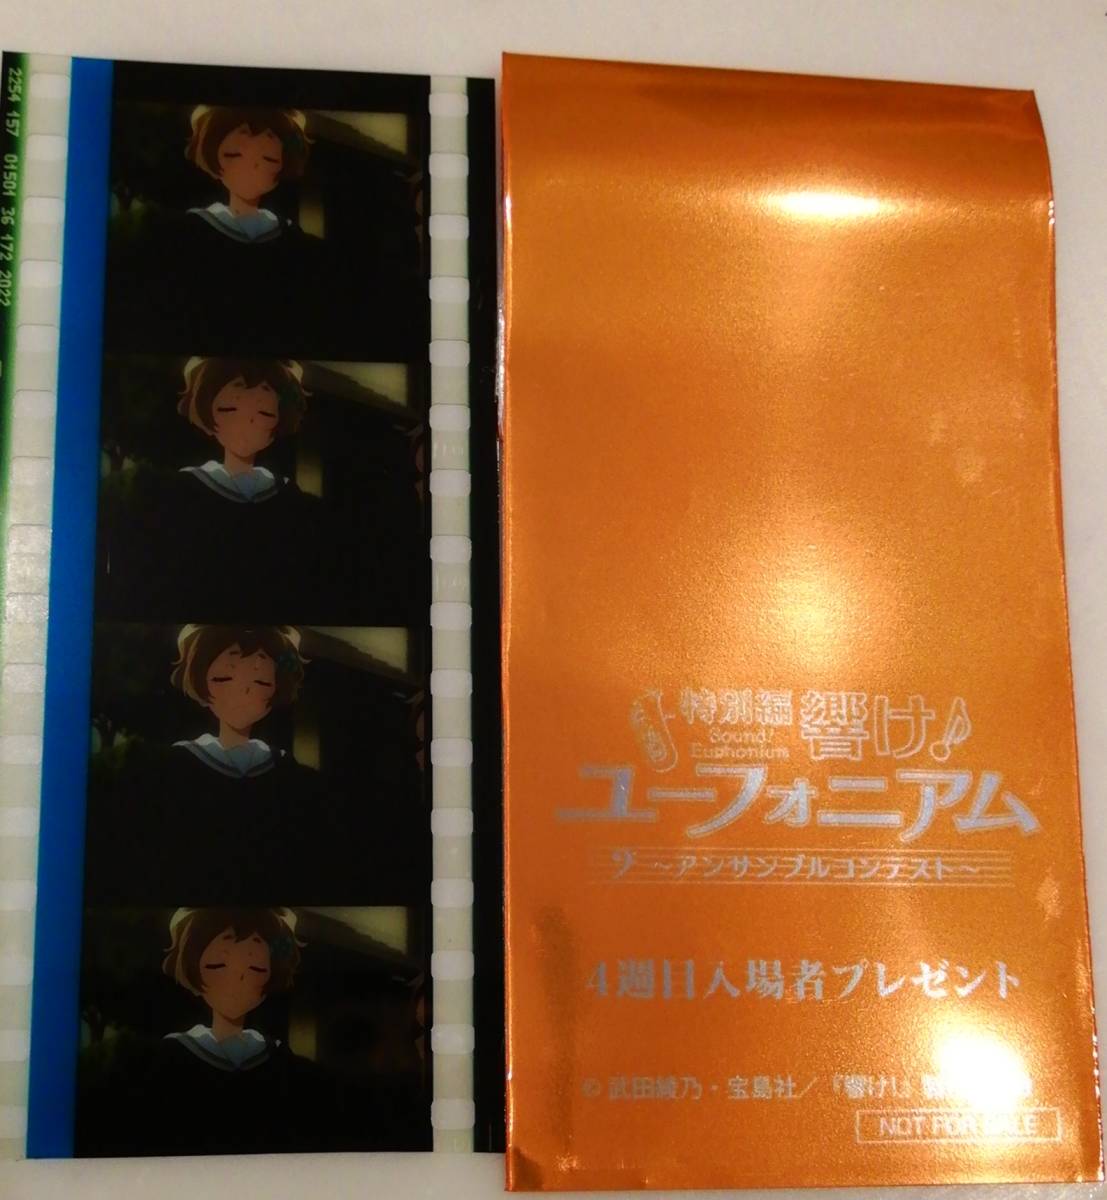 2254 157 01501 36 172 2022
特別編
Sound!
Euphonium
響け♪
ユーフォニアム
～アンサンブルコンテスト～
4週目入場者プレゼント
© 武田綾乃・宝島社／『響け!』
NOT FOR SALE